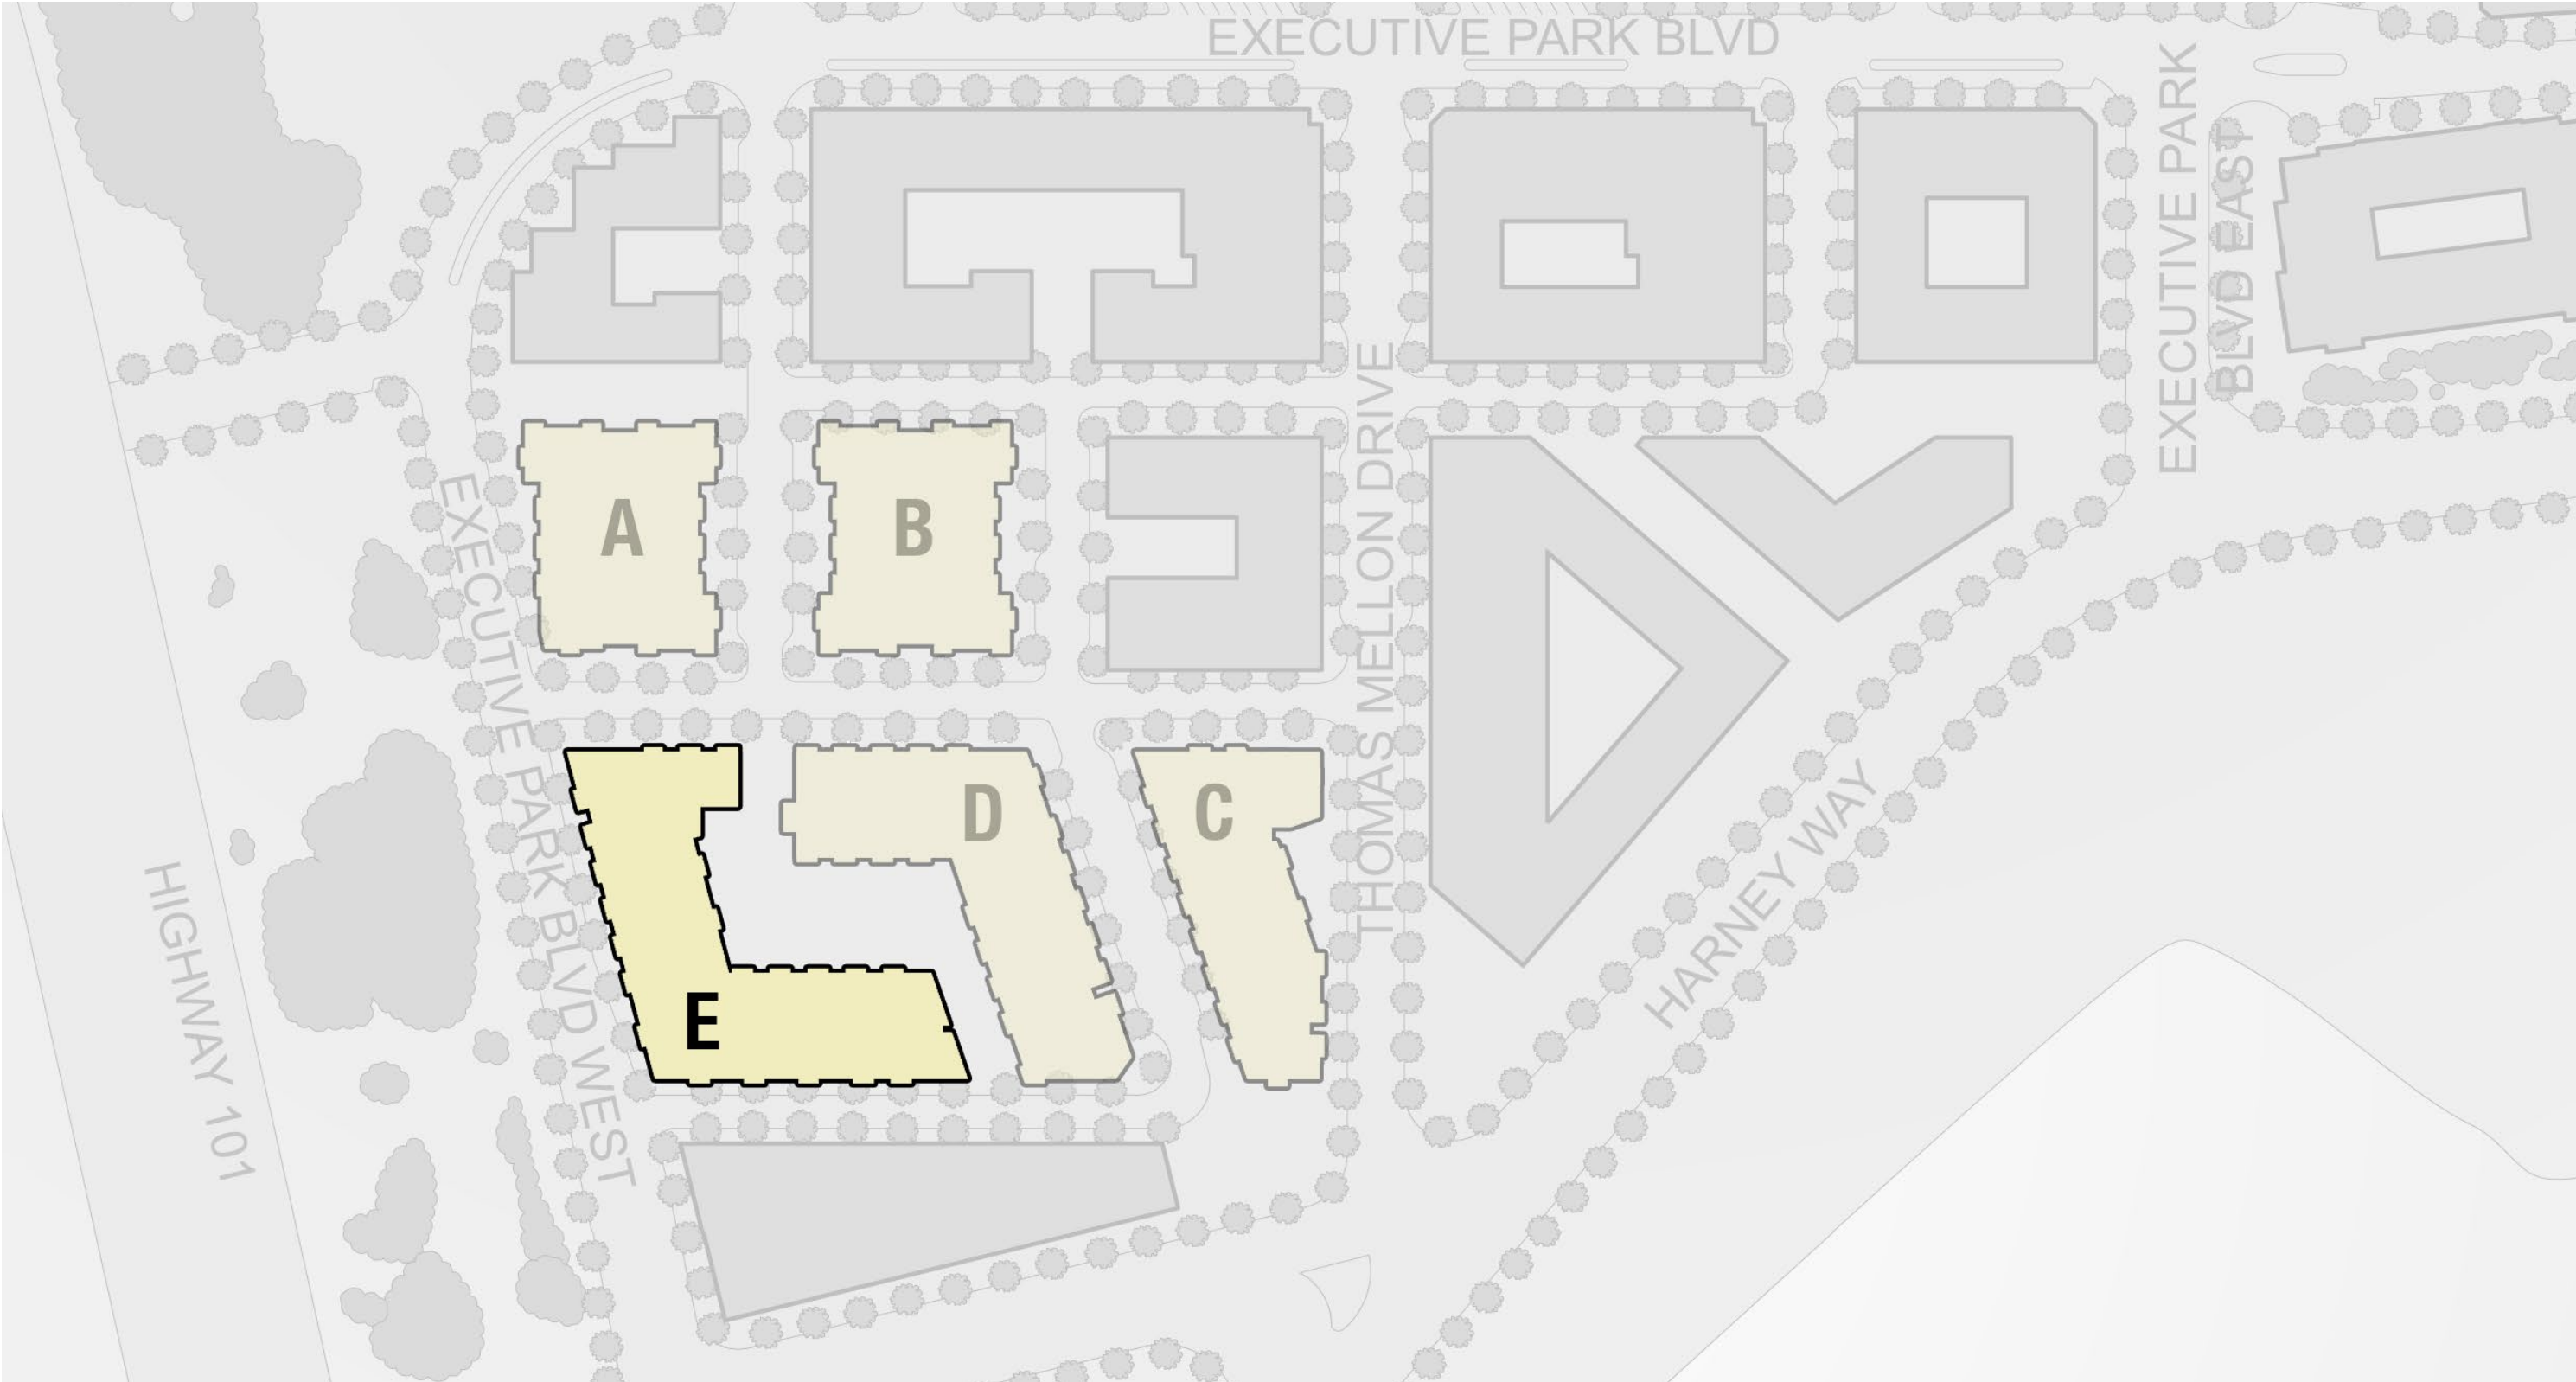 EXECUTIVE PARK BLVD
EXECUTIVE PARK
BLVD EAST
A
B
THOMAS MELLON DRIVE
EXECUTIVE PARK BLVD WEST
D
C
HARNEY WAY
HIGHWAY 101
E